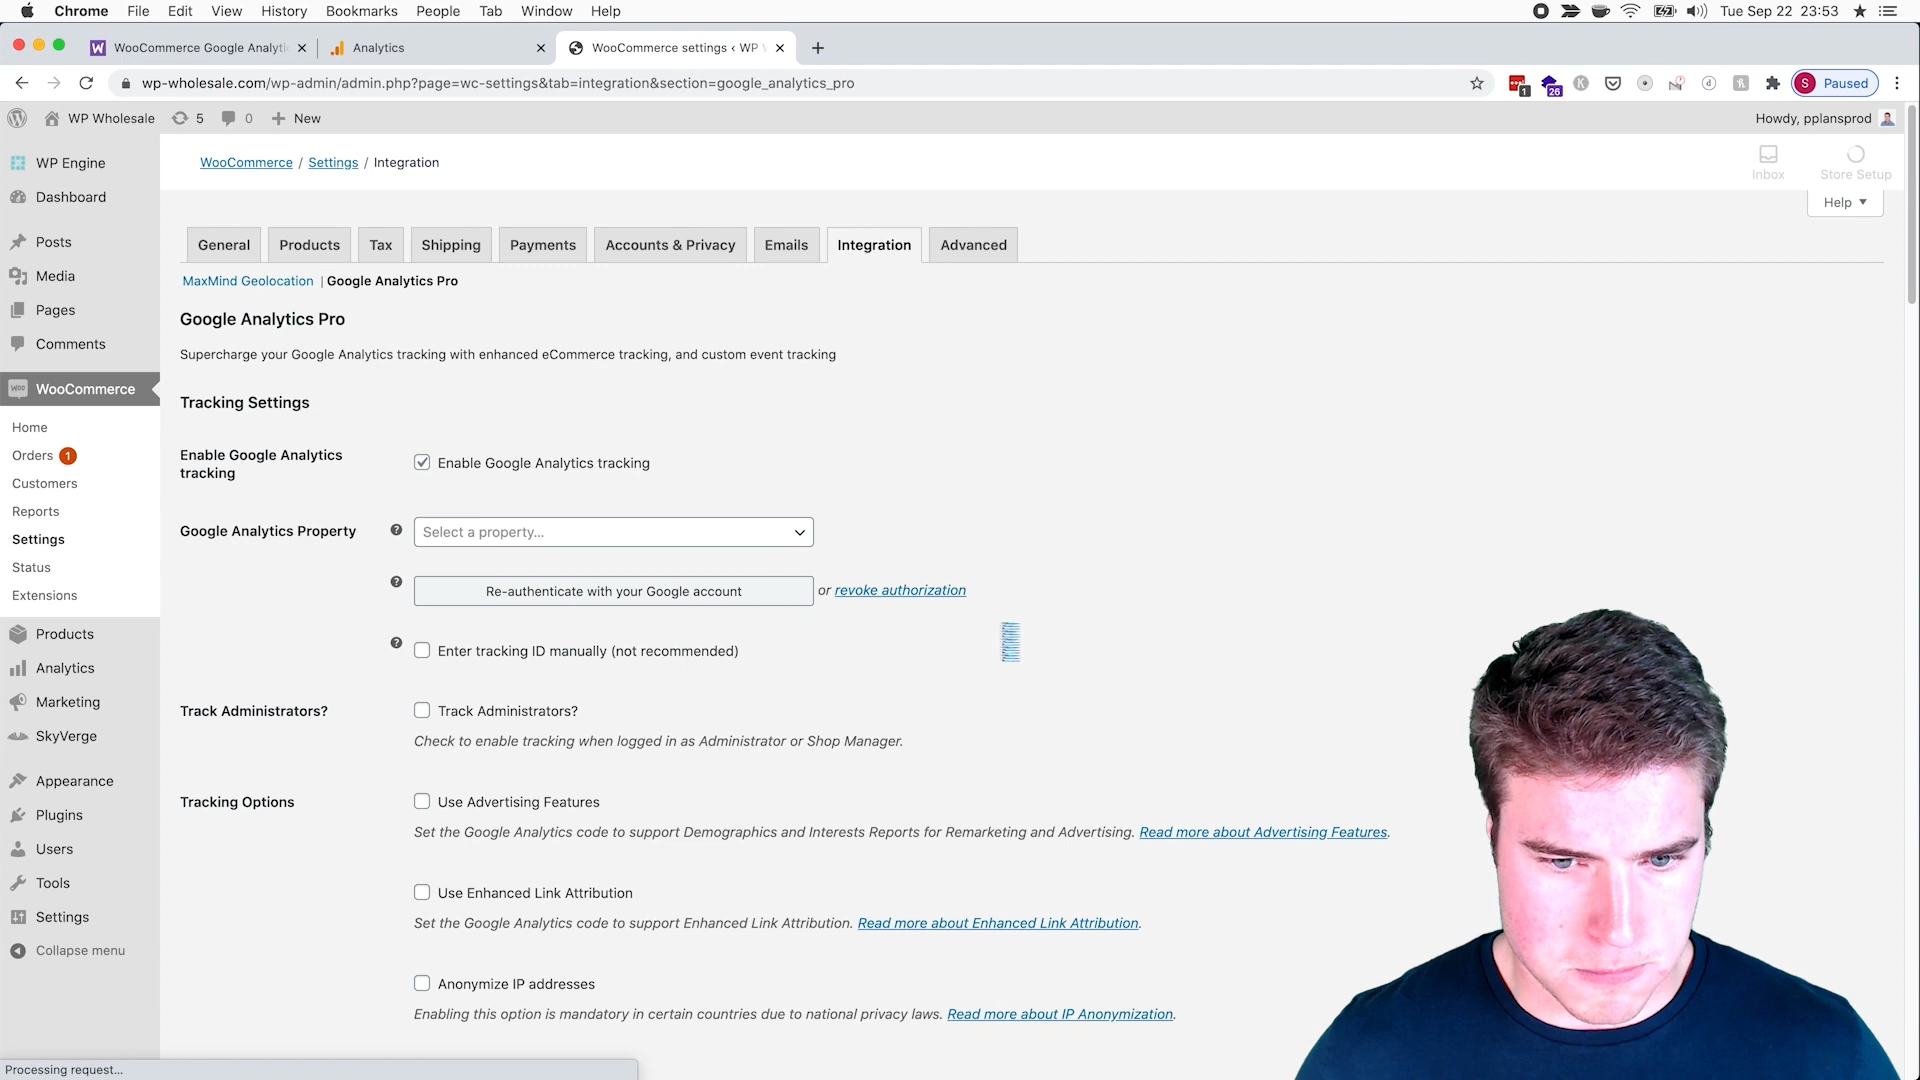 Chrome File Edit View History Bookmarks People Tab Window Help Tue Sep 22 23:53
WooCommerce Google Analyti Analytics WooCommerce settings ‹ WP
wp-wholesale.com/wp-admin/admin.php?page=wc-settings&tab=integration&section=google_analytics_pro 1 26 S Paused
WP Wholesale 5 0 New Howdy, pplansprod
WP Engine
Dashboard
Posts
Media
Pages
Comments
WooCommerce
Home
Orders 1
Customers
Reports
Settings
Status
Extensions
Products
Analytics
Marketing
SkyVerge
Appearance
Plugins
Users
Tools
Settings
Collapse menu
WooCommerce / Settings / Integration
Inbox Store Setup
Help
General Products Tax Shipping Payments Accounts & Privacy Emails Integration Advanced
MaxMind Geolocation | Google Analytics Pro
Google Analytics Pro
Supercharge your Google Analytics tracking with enhanced eCommerce tracking, and custom event tracking
Tracking Settings
Enable Google Analytics tracking
Enable Google Analytics tracking
Google Analytics Property
Select a property...
Re-authenticate with your Google account or revoke authorization
Enter tracking ID manually (not recommended)
Track Administrators?
Track Administrators?
Check to enable tracking when logged in as Administrator or Shop Manager.
Tracking Options
Use Advertising Features
Set the Google Analytics code to support Demographics and Interests Reports for Remarketing and Advertising. Read more about Advertising Features.
Use Enhanced Link Attribution
Set the Google Analytics code to support Enhanced Link Attribution. Read more about Enhanced Link Attribution.
Anonymize IP addresses
Enabling this option is mandatory in certain countries due to national privacy laws. Read more about IP Anonymization.
Processing request...